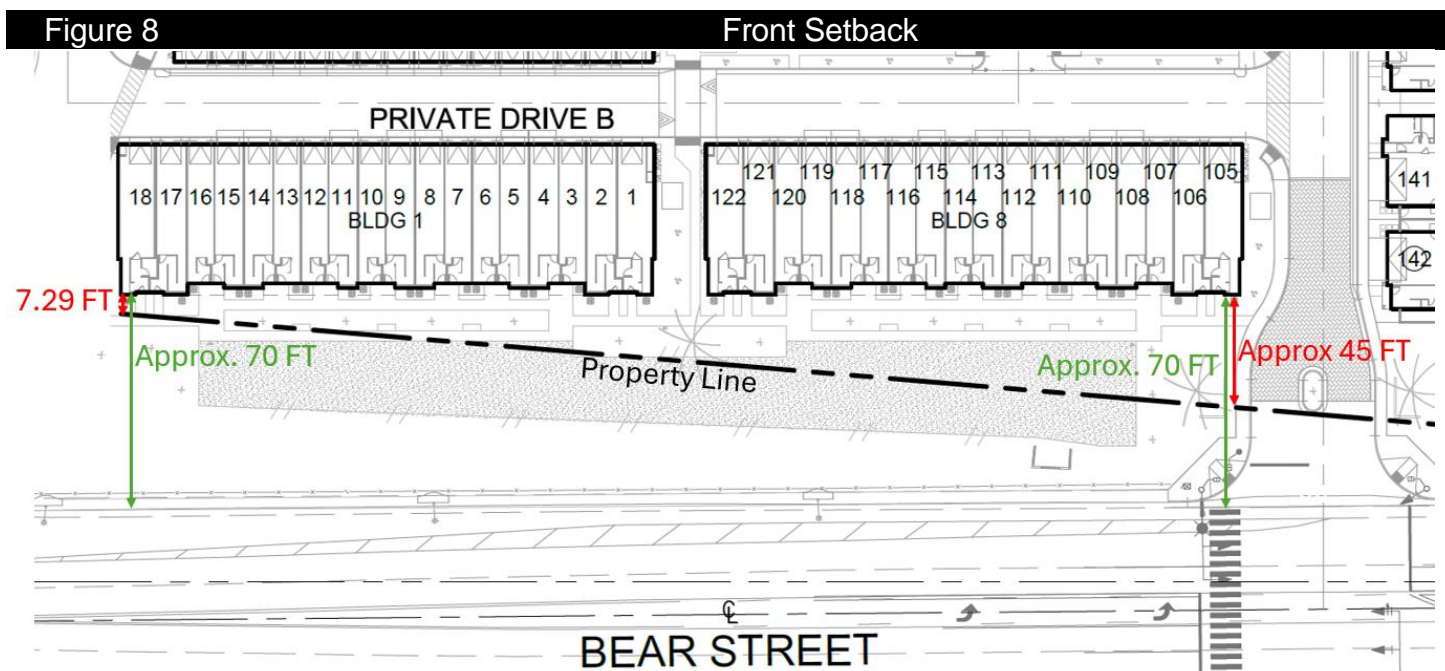 Figure 8 Front Setback
PRIVATE DRIVE B
18 17 16 15 14 13 12 11 10 9 8 7 6 5 4 3 2 1
BLDG 1
121 119 117 115 113 111 109 107 105
122 120 118 116 114 112 110 108 106
BLDG 8
141
142
7.29 FT
Approx. 70 FT
Property Line
Approx. 70 FT
Approx 45 FT
CL
BEAR STREET